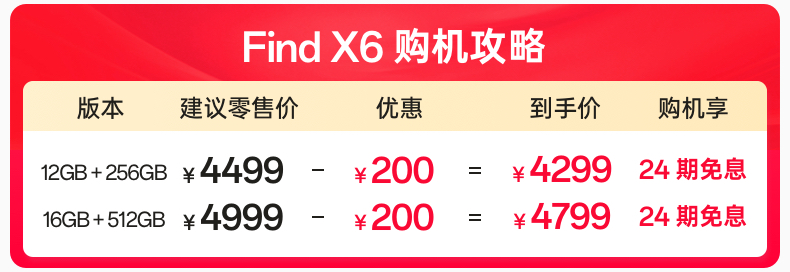 Find X6 购机攻略
版本 建议零售价 优惠 到手价 购机享
12GB+256GB ¥4499 - ¥200 = ¥4299 24 期免息
16GB+512GB ¥4999 - ¥200 = ¥4799 24 期免息